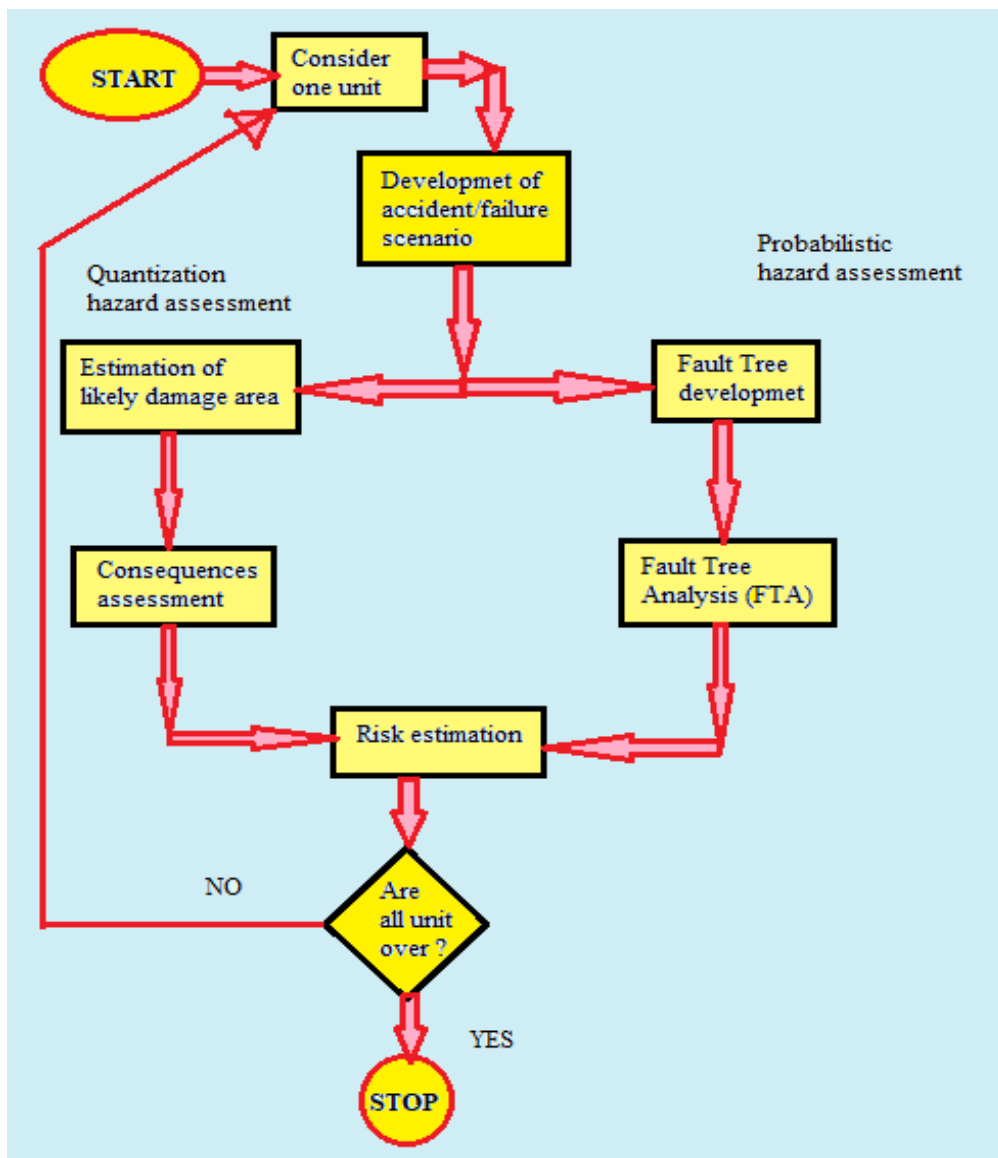 START
Consider
one unit
Developmet of
accident/failure
scenario
Probabilistic
hazard assessment
Quantization
hazard assessment
Estimation of
likely damage area
Fault Tree
developmet
Consequences
assessment
Fault Tree
Analysis (FTA)
Risk estimation
NO
Are
all unit
over ?
YES
STOP